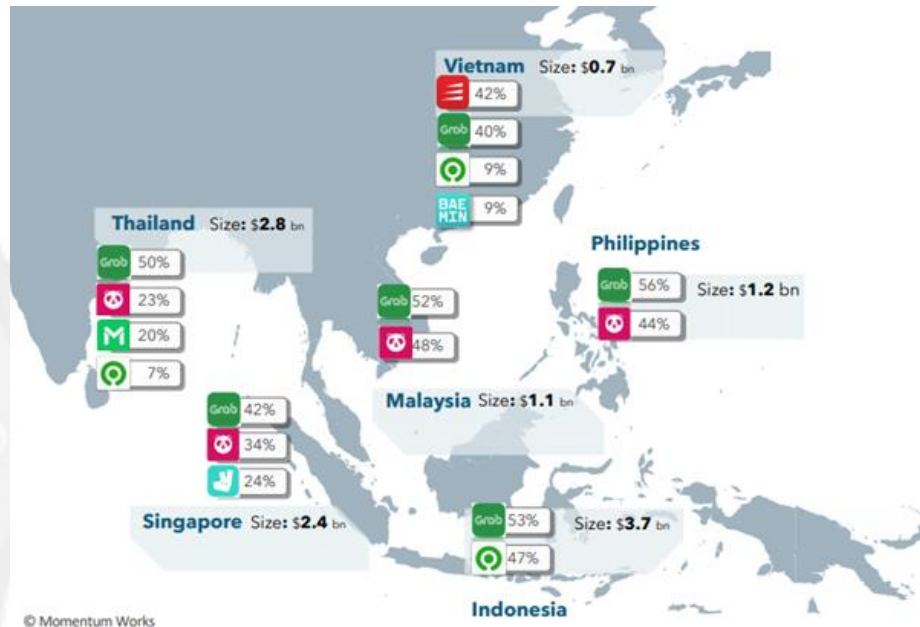 Vietnam Size: $0.7 bn
42%
Grab 40%
9%
BAE
MIN 9%
Thailand Size: $2.8 bn
Grab 50%
23%
M 20%
7%
Philippines
Grab 56% Size: $1.2 bn
44%
Grab 52%
48%
Malaysia Size: $1.1 bn
Grab 42%
34%
24%
Singapore Size: $2.4 bn
Grab 53% Size: $3.7 bn
47%
Indonesia
© Momentum Works